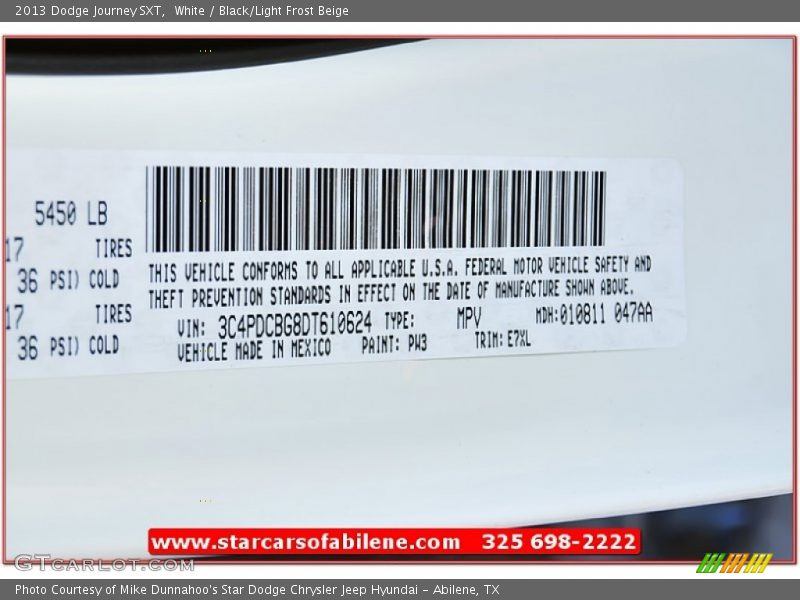 2013 Dodge Journey SXT,  White / Black/Light Frost Beige
5450 LB
17 TIRES
36 PSI) COLD
17 TIRES
36 PSI) COLD
THIS VEHICLE CONFORMS TO ALL APPLICABLE U.S.A. FEDERAL MOTOR VEHICLE SAFETY AND
THEFT PREVENTION STANDARDS IN EFFECT ON THE DATE OF MANUFACTURE SHOWN ABOVE.
VIN: 3C4PDCBG8DT610624 TYPE: MPV MDH:010811 047AA
VEHICLE MADE IN MEXICO PAINT: PW3 TRIM: E7XL
www.starcarsofabilene.com 325 698-2222
GTCARLOT.COM
Photo Courtesy of Mike Dunnahoo's Star Dodge Chrysler Jeep Hyundai - Abilene, TX